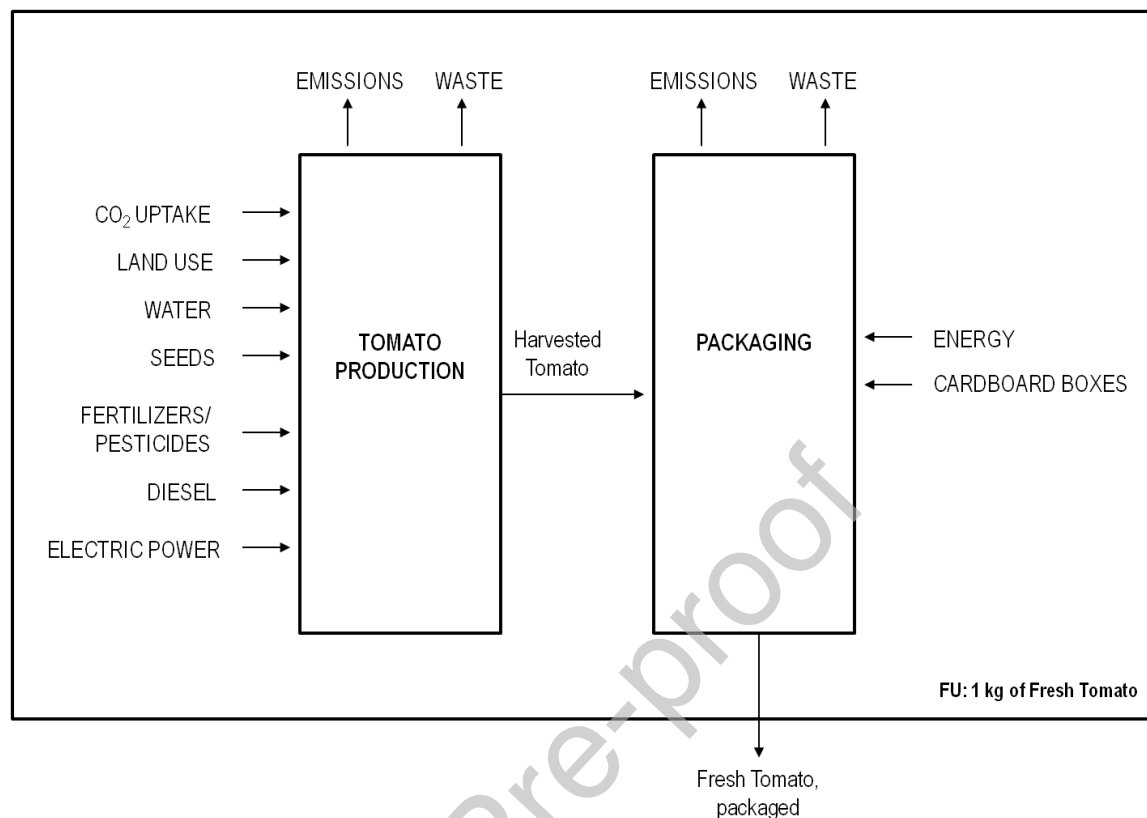 EMISSIONS WASTE
EMISSIONS WASTE
CO₂ UPTAKE
LAND USE
WATER
SEEDS
FERTILIZERS/
PESTICIDES
DIESEL
ELECTRIC POWER
TOMATO
PRODUCTION
Harvested
Tomato
PACKAGING
ENERGY
CARDBOARD BOXES
FU: 1 kg of Fresh Tomato
Fresh Tomato,
packaged
Pre-proof